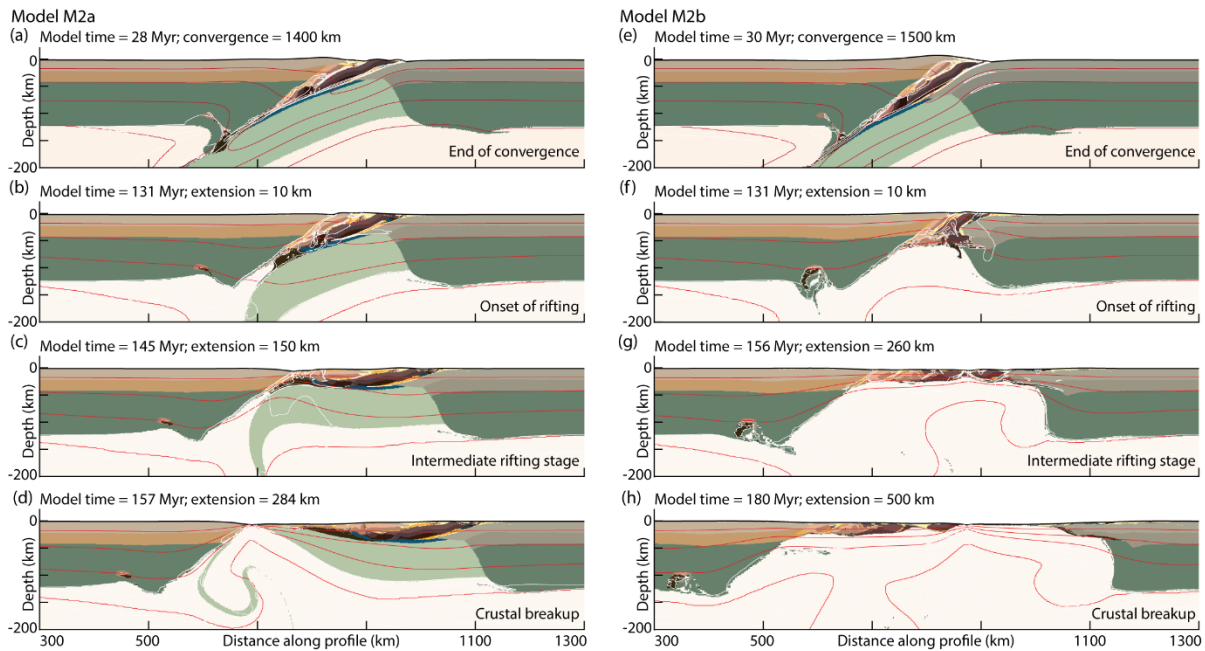 Model M2a
(a) Model time = 28 Myr; convergence = 1400 km
0
Depth (km)
-200
End of convergence
(b) Model time = 131 Myr; extension = 10 km
0
Depth (km)
-200
Onset of rifting
(c) Model time = 145 Myr; extension = 150 km
0
Depth (km)
-200
Intermediate rifting stage
(d) Model time = 157 Myr; extension = 284 km
0
Depth (km)
-200
Crustal breakup
300 500 Distance along profile (km) 1100 1300
Model M2b
(e) Model time = 30 Myr; convergence = 1500 km
0
Depth (km)
-200
End of convergence
(f) Model time = 131 Myr; extension = 10 km
0
Depth (km)
-200
Onset of rifting
(g) Model time = 156 Myr; extension = 260 km
0
Depth (km)
-200
Intermediate rifting stage
(h) Model time = 180 Myr; extension = 500 km
0
Depth (km)
-200
Crustal breakup
300 500 Distance along profile (km) 1100 1300